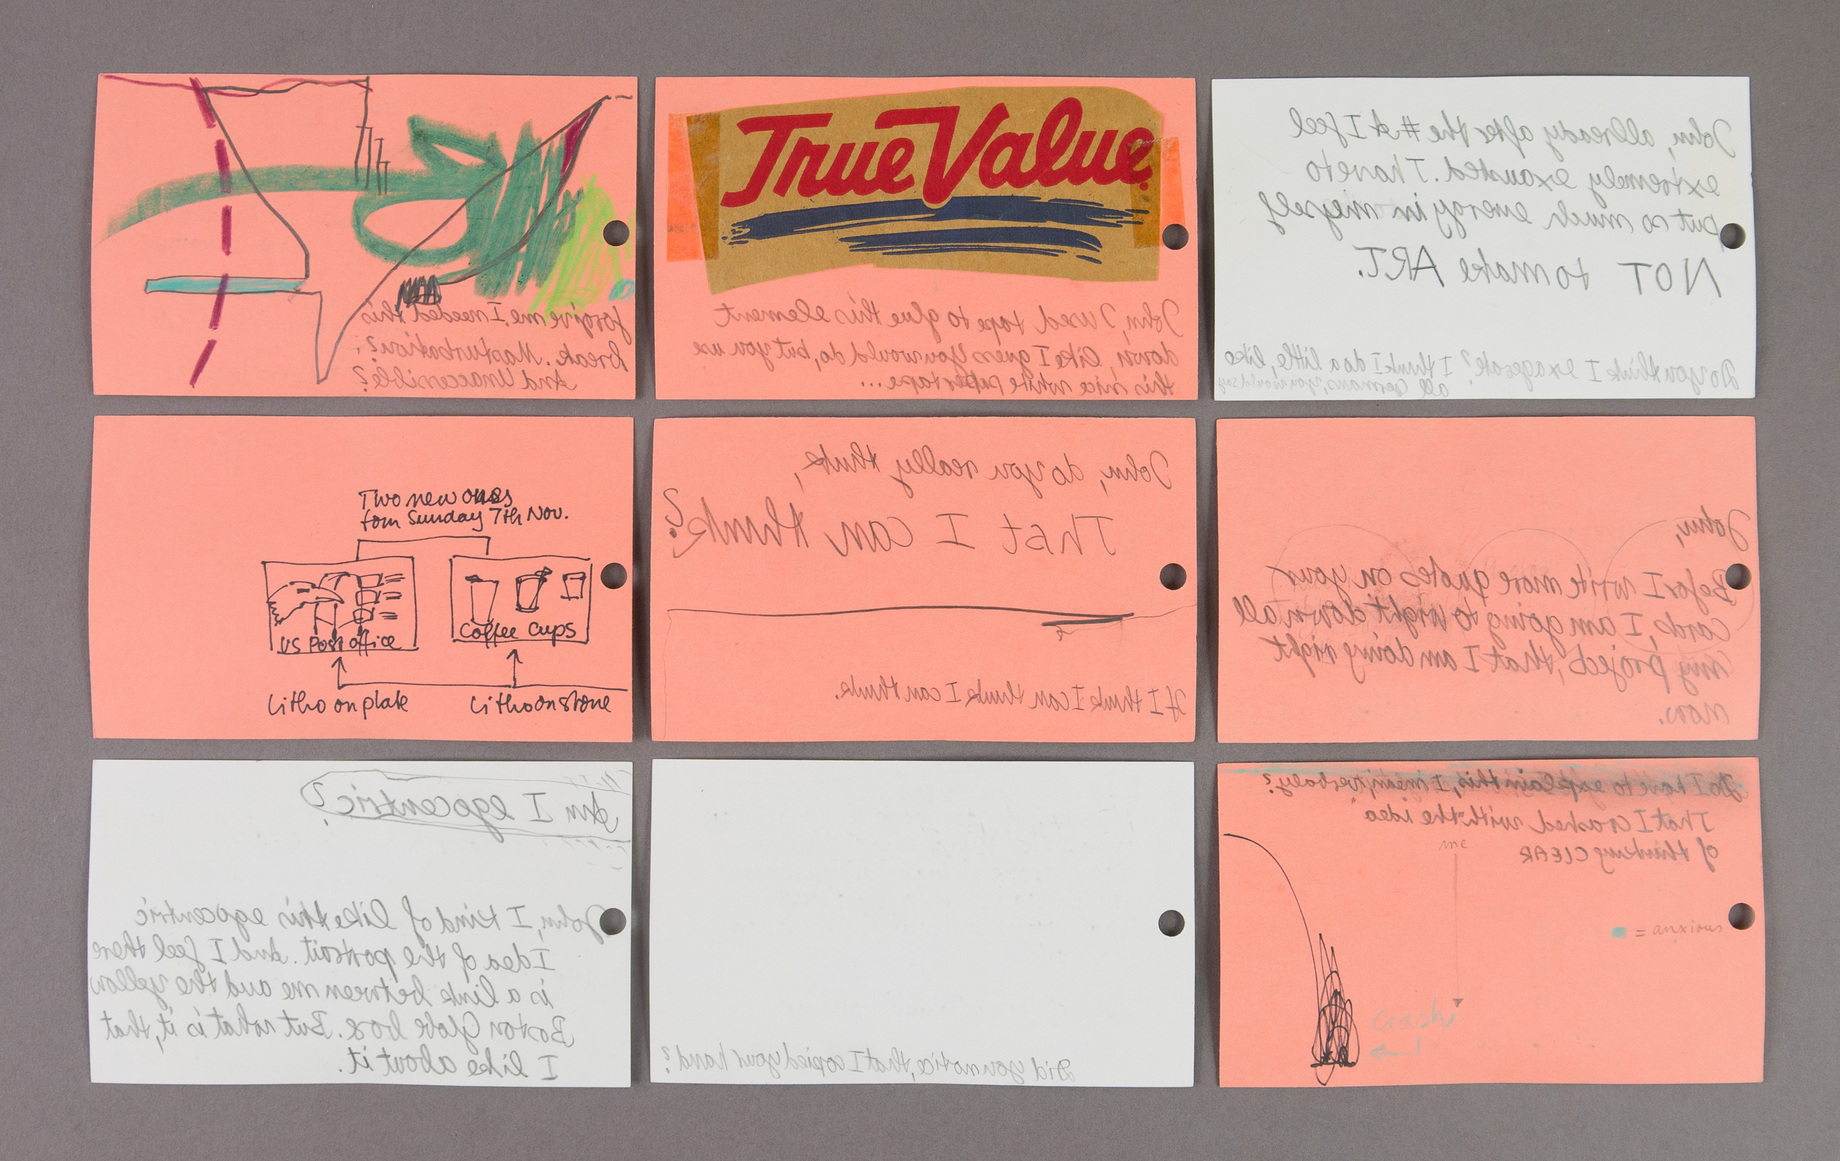 forgive me I needed this
break. Masturbation?
And Unaccessible?
True Value
John, I used tape to glue this element
down, like I guess you would do, but you use
this nice white paper tape...
John, allready after the #4 I feel
extremely exausted. I have to
put so much energy in myself
NOT to make ART.
Do you think I exagerate? I think I do a little, like
all Germans, you would say
Two new ones
from Sunday 7th Nov.
US Post office
Coffee Cups
Litho on plate
Litho on stone
John, do you really think,
That I can think?
If I think I can think I can think.
John,
Befor I write more quotes on your
cards, I am going to wright down all
my projects, that I am doing right
now.
Am I egocentric?
John, I kind of like this egocentric
Idea of the portrait. And I feel there
is a link between me and the yellow
Boston Globe box. But what is it, that
I like about it.
Did you notice, that I copied your hand?
Do I have to explain this, I mean, verbaly?
That I crashed with the idea
of thinking CLEAR
me
= anxious
crash